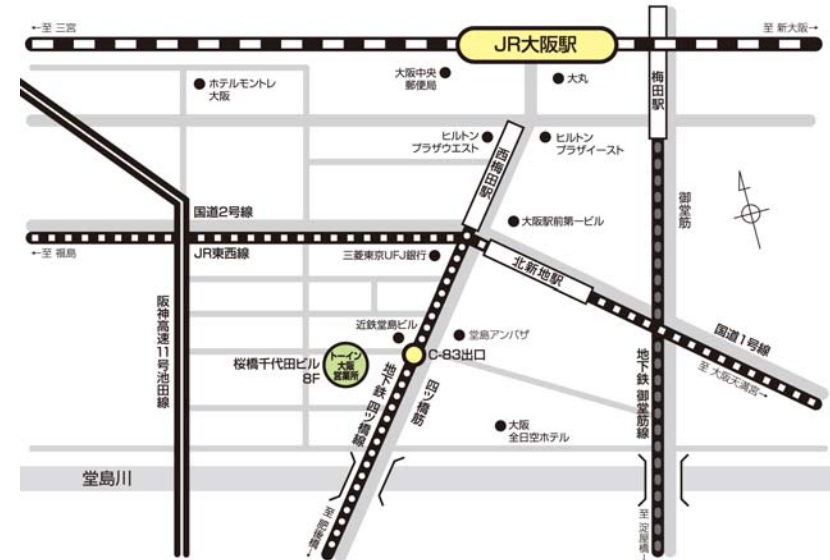 ←至 三宮
JR大阪駅
至 新大阪→
梅田駅
ホテルモントレ
大阪
大阪中央
郵便局
大丸
ヒルトン
プラザウエスト
ヒルトン
プラザイースト
西梅田駅
御堂筋
国道2号線
大阪駅前第一ビル
JR東西線
←至 福島
三菱東京UFJ銀行
北新地駅
阪神高速11号池田線
近鉄堂島ビル
堂島アンバザ
国道1号線
C-83出口
桜橋千代田ビル
8F
トーイン
大阪
営業所
地下鉄 四ツ橋線
四ツ橋筋
地下鉄 御堂筋線
至 大阪天満宮→
大阪
全日空ホテル
堂島川
至 肥後橋→
至 淀屋橋→